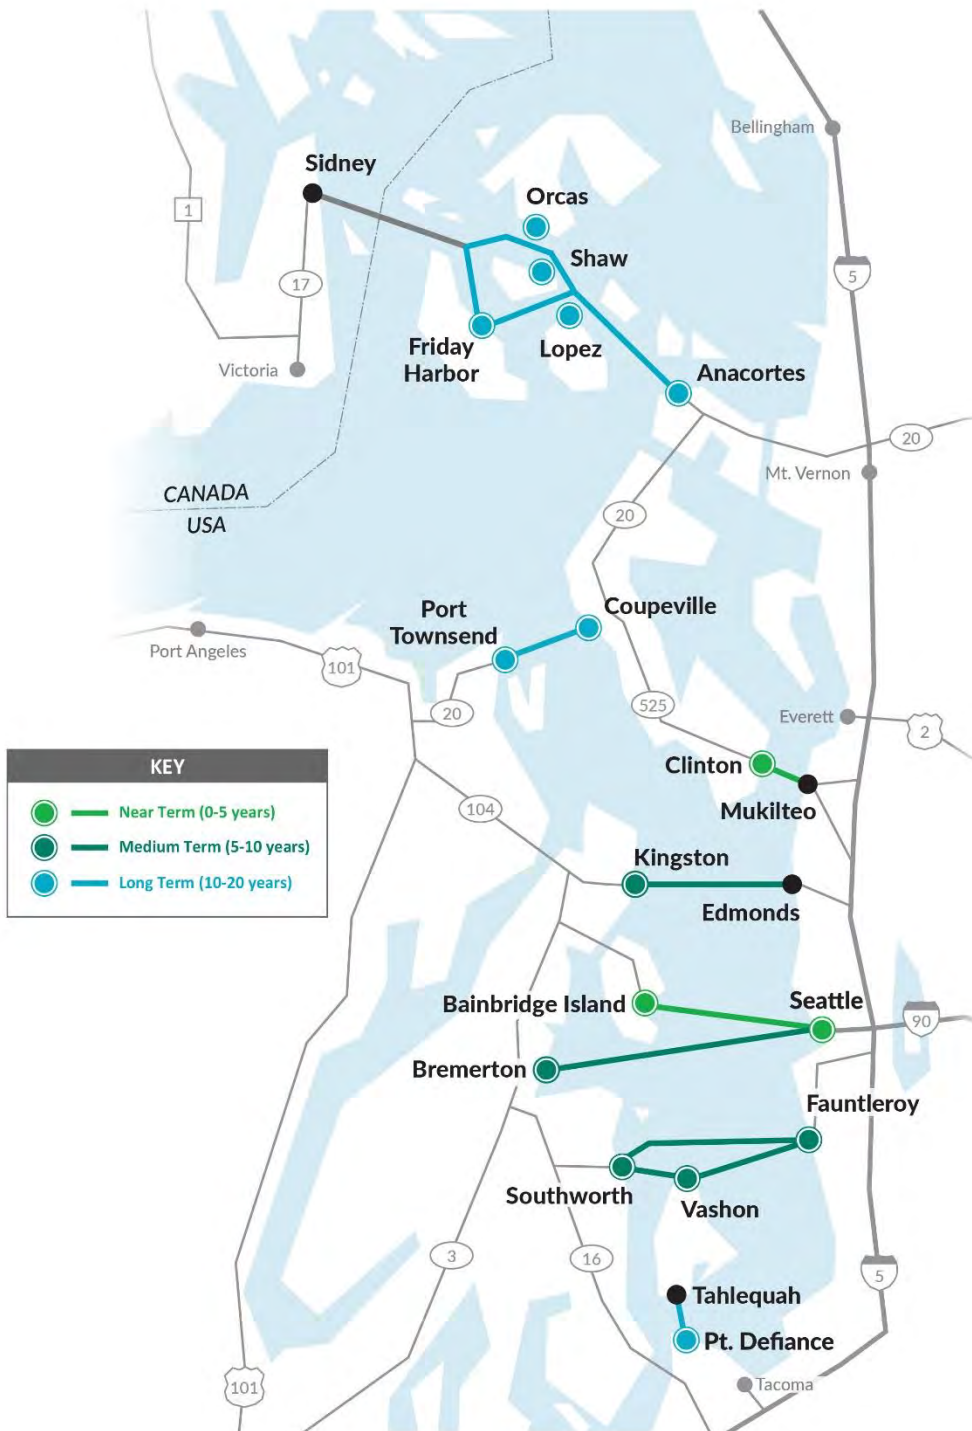 Bellingham
Sidney
Orcas
1
Shaw
5
17
Friday
Harbor
Lopez
Victoria
Anacortes
20
Mt. Vernon
CANADA
USA
20
Port
Townsend
Coupeville
Port Angeles
101
525
20
Everett
2
KEY
Near Term (0-5 years)
Medium Term (5-10 years)
Long Term (10-20 years)
Clinton
Mukilteo
104
Kingston
Edmonds
Bainbridge Island
Seattle
90
Bremerton
Fauntleroy
Southworth
Vashon
3
16
5
Tahlequah
Pt. Defiance
101
Tacoma